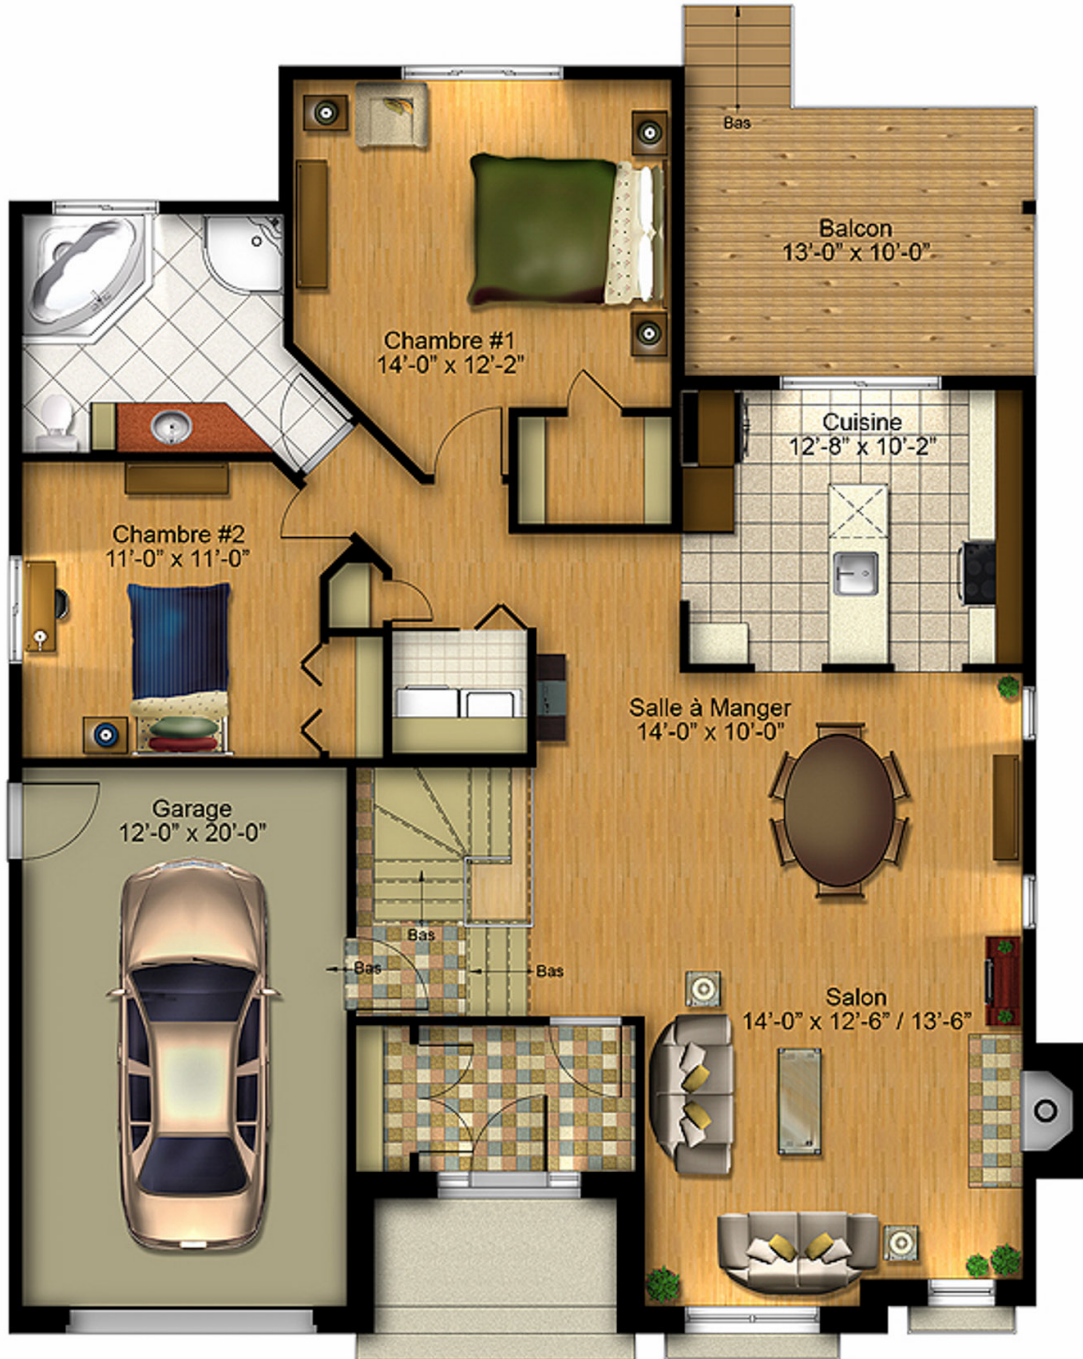 Bas
Balcon
13'-0" x 10'-0"
Chambre #1
14'-0" x 12'-2"
Cuisine
12'-8" x 10'-2"
Chambre #2
11'-0" x 11'-0"
Salle à Manger
14'-0" x 10'-0"
Garage
12'-0" x 20'-0"
Bas
Bas
Bas
Salon
14'-0" x 12'-6" / 13'-6"